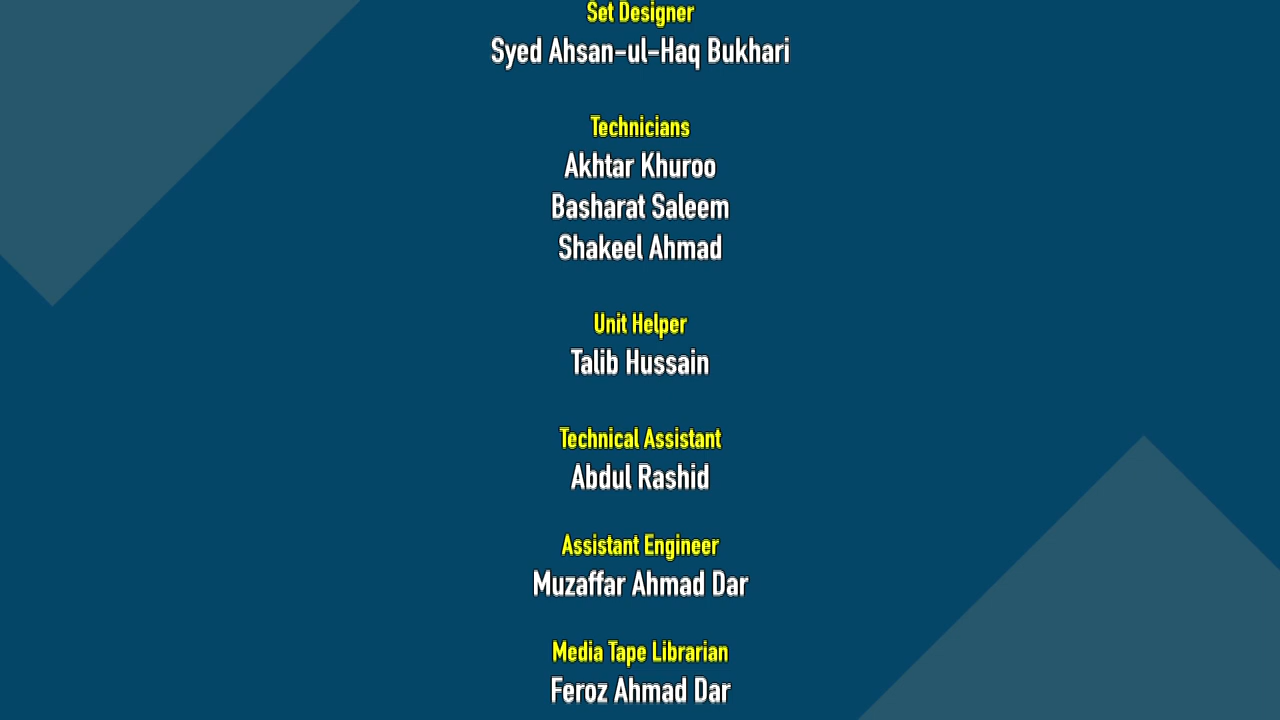 Set Designer
Syed Ahsan-ul-Haq Bukhari
Technicians
Akhtar Khuroo
Basharat Saleem
Shakeel Ahmad
Unit Helper
Talib Hussain
Technical Assistant
Abdul Rashid
Assistant Engineer
Muzaffar Ahmad Dar
Media Tape Librarian
Feroz Ahmad Dar